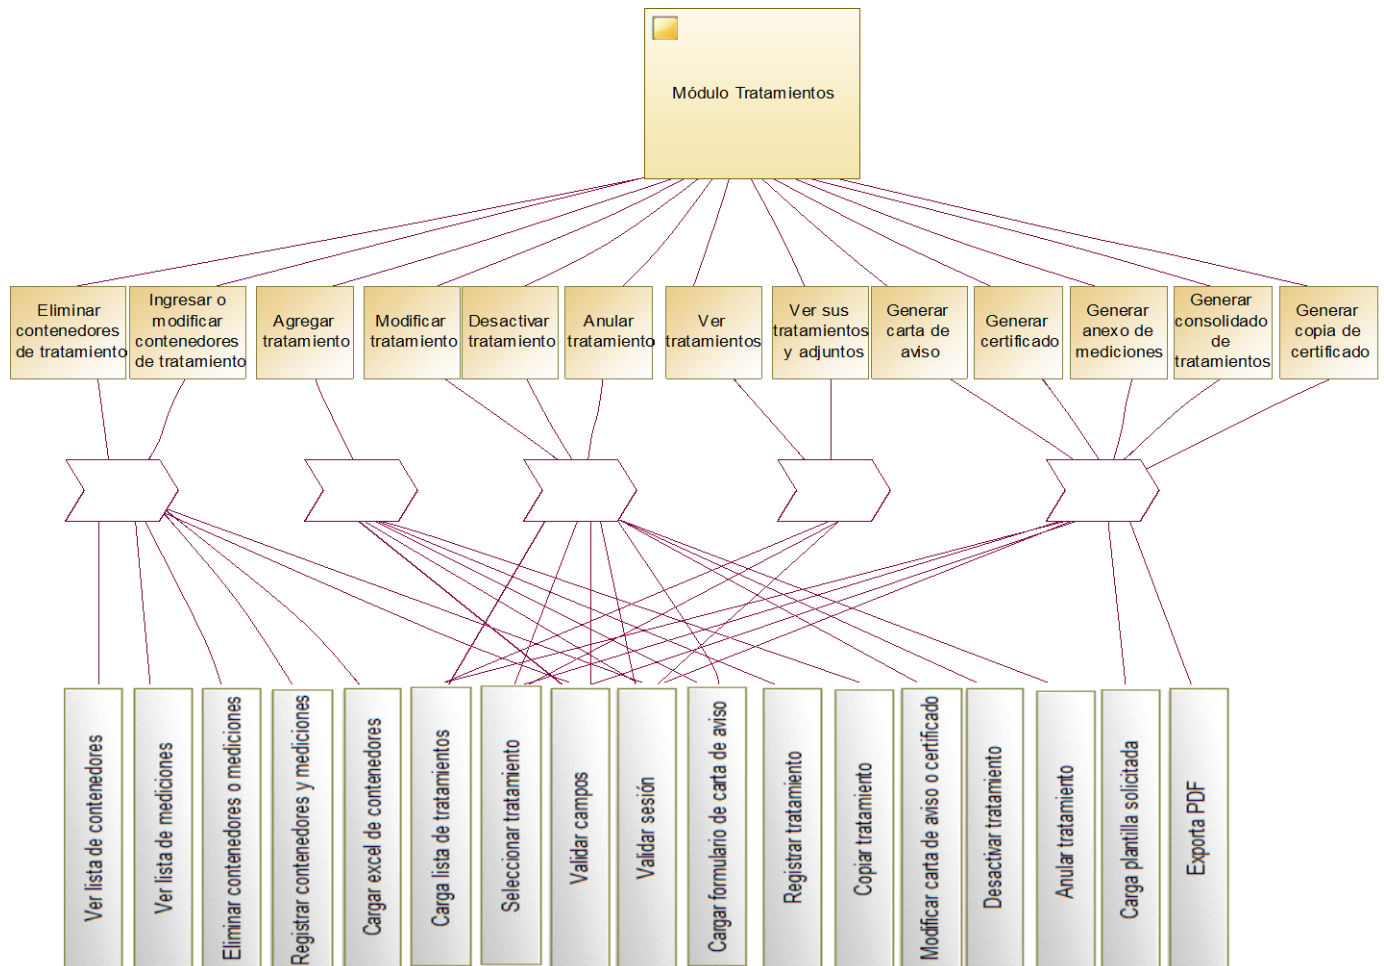 Módulo Tratamientos
Eliminar
contenedores
de tratamiento
Ingresar o
modificar
contenedores
de tratamiento
Agregar
tratamiento
Modificar
tratamiento
Desactivar
tratamiento
Anular
tratamiento
Ver
tratamientos
Ver sus
tratamientos
y adjuntos
Generar
carta de
aviso
Generar
certificado
Generar
anexo de
mediciones
Generar
consolidado
de
tratamientos
Generar
copia de
certificado
Ver lista de contenedores
Ver lista de mediciones
Eliminar contenedores o mediciones
Registrar contenedores y mediciones
Cargar excel de contenedores
Carga lista de tratamientos
Seleccionar tratamiento
Validar campos
Validar sesión
Cargar formulario de carta de aviso
Registrar tratamiento
Copiar tratamiento
Modificar carta de aviso o certificado
Desactivar tratamiento
Anular tratamiento
Carga plantilla solicitada
Exporta PDF